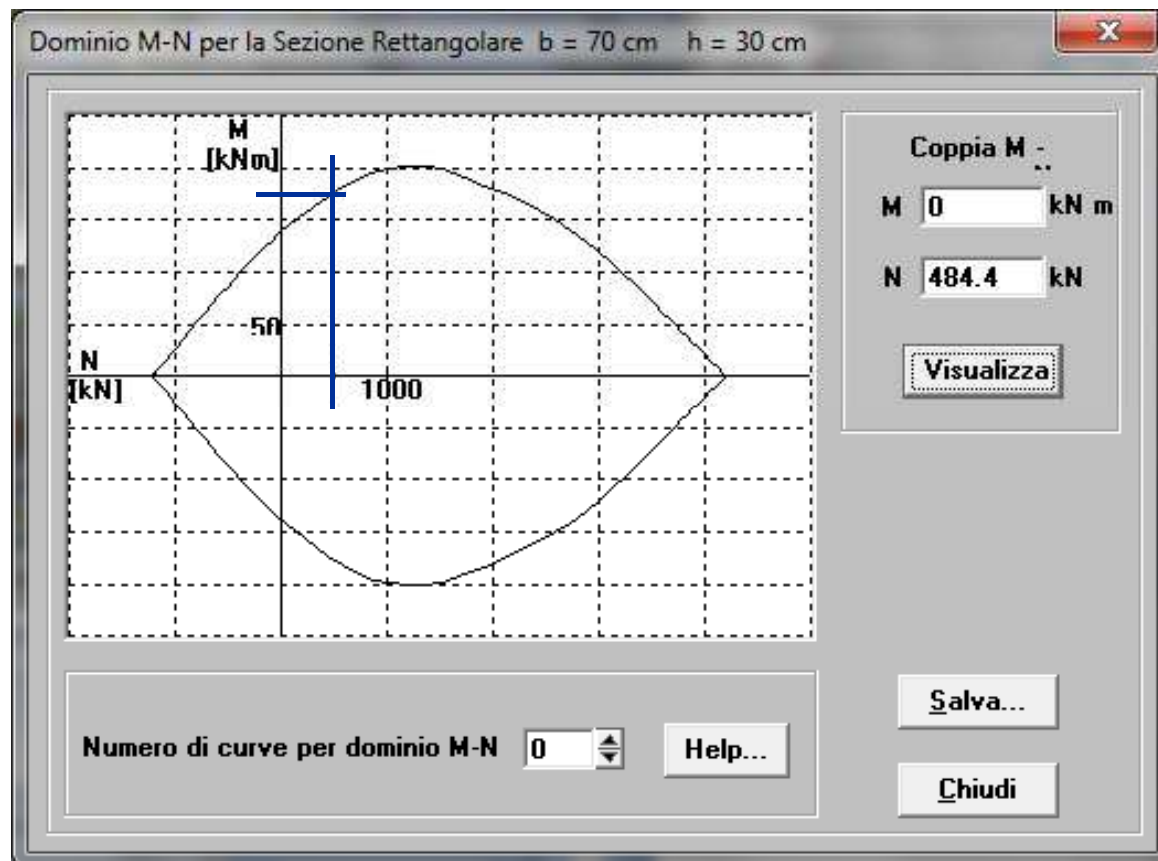 Dominio M-N per la Sezione Rettangolare b = 70 cm h = 30 cm
M
[kNm]
50
N
[kN]
1000
Coppia M -
M 0 kN m
N 484.4 kN
Visualizza
Numero di curve per dominio M-N 0
Help...
Salva...
Chiudi